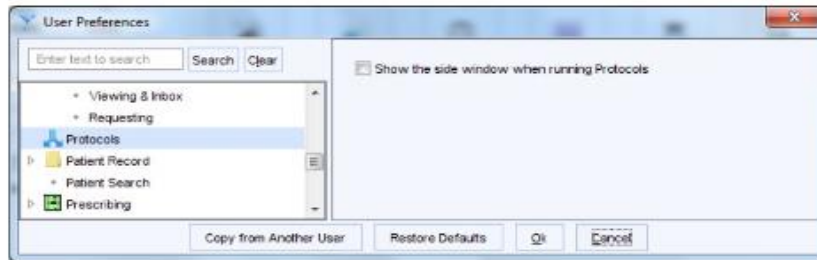 User Preferences
Enter text to search
Search
Clear
Show the side window when running Protocols
Viewing & Inbox
Requesting
Protocols
Patient Record
Patient Search
Prescribing
Copy from Another User
Restore Defaults
Ok
Cancel